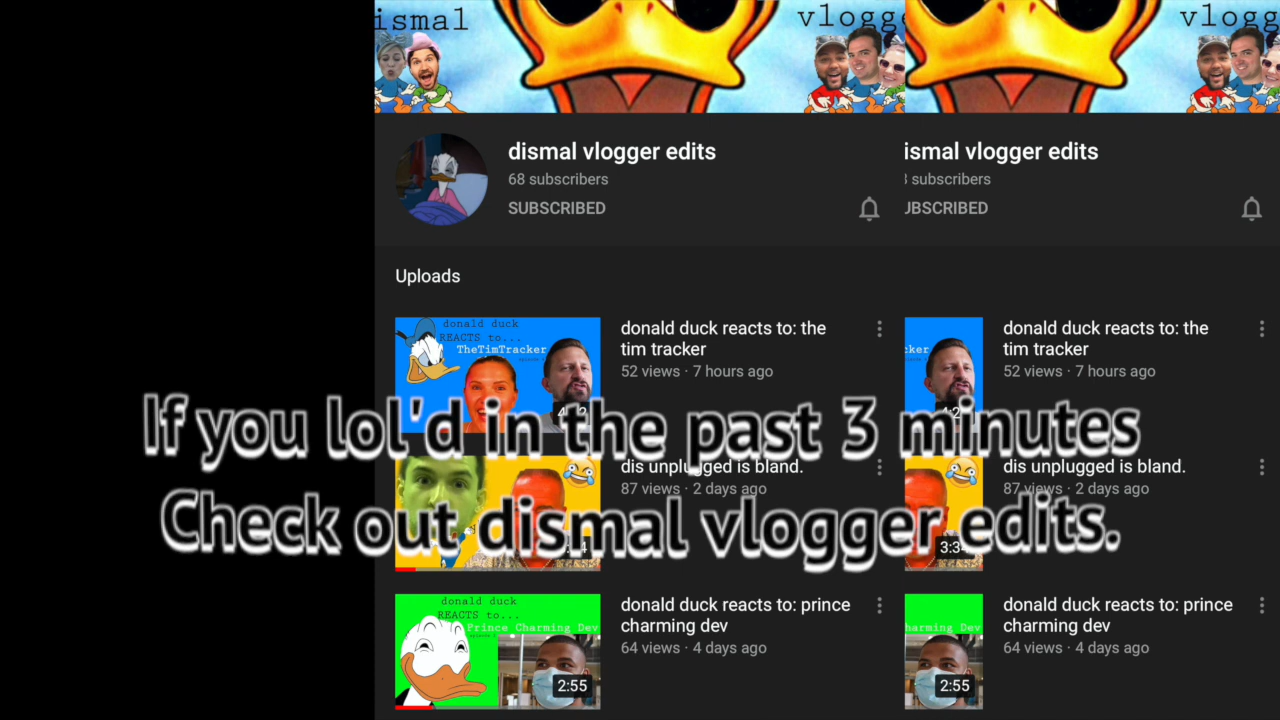 ismal
vlogge
vlogg
dismal vlogger edits
68 subscribers
SUBSCRIBED
ismal vlogger edits
subscribers
UBSCRIBED
Uploads
donald duck
REACTS to...
TheTimTracker
donald duck reacts to: the
tim tracker
52 views · 7 hours ago
cker
donald duck reacts to: the
tim tracker
52 views · 7 hours ago
If you lol'd in the past 3 minutes
dis unplugged is bland.
87 views · 2 days ago
dis unplugged is bland.
87 views · 2 days ago
Check out dismal vlogger edits.
donald duck
REACTS to...
Prince Charming Dev
2:55
donald duck reacts to: prince
charming dev
64 views · 4 days ago
harming Dev
2:55
donald duck reacts to: prince
charming dev
64 views · 4 days ago